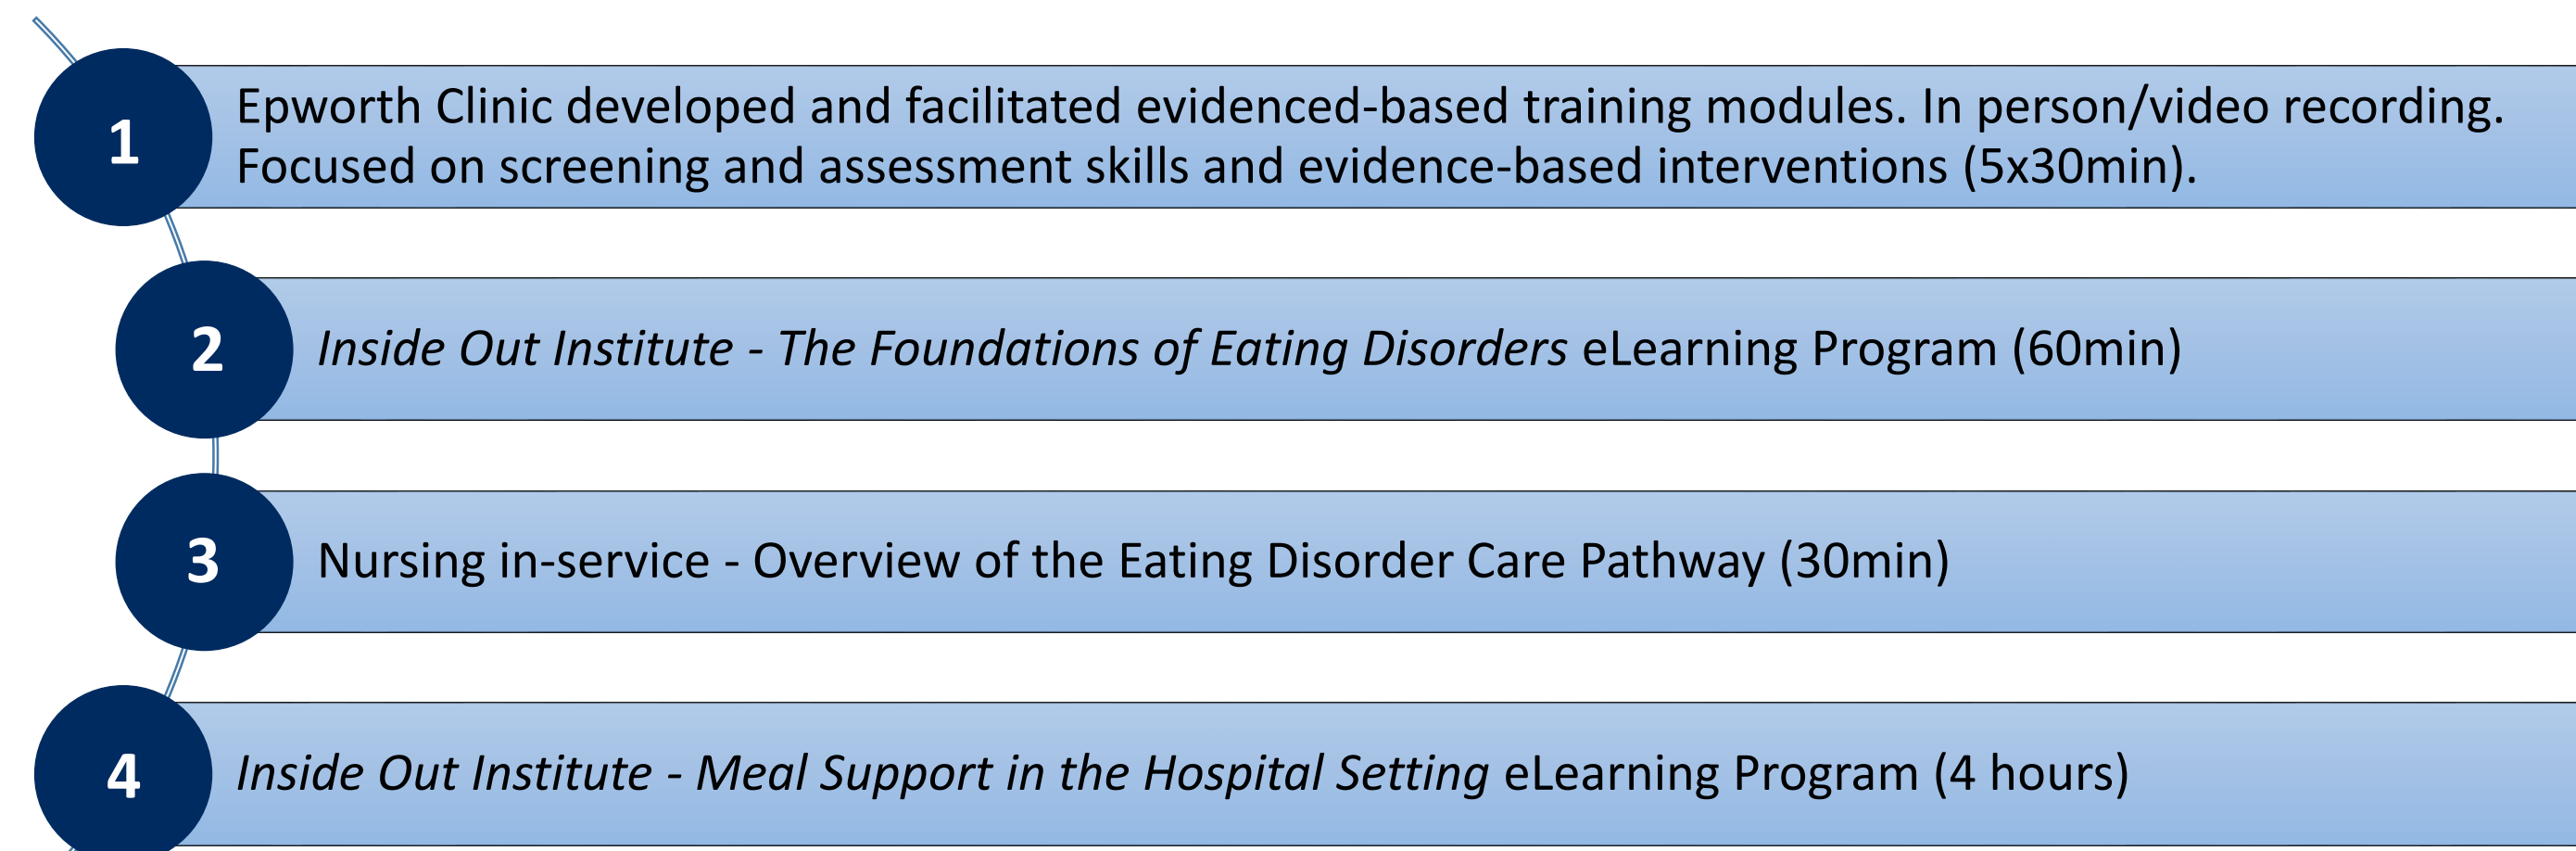 1
Epworth Clinic developed and facilitated evidenced-based training modules. In person/video recording.
Focused on screening and assessment skills and evidence-based interventions (5x30min).
2
Inside Out Institute - The Foundations of Eating Disorders eLearning Program (60min)
3
Nursing in-service - Overview of the Eating Disorder Care Pathway (30min)
4
Inside Out Institute - Meal Support in the Hospital Setting eLearning Program (4 hours)